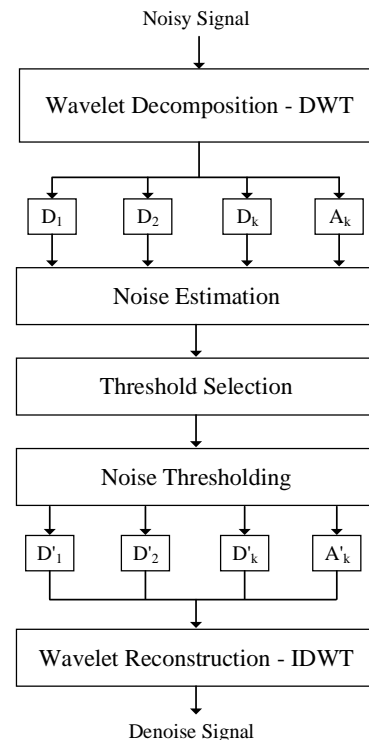 Noisy Signal
Wavelet Decomposition - DWT
D₁ D₂ Dₖ Aₖ
Noise Estimation
Threshold Selection
Noise Thresholding
D'₁ D'₂ D'ₖ A'ₖ
Wavelet Reconstruction - IDWT
Denoise Signal